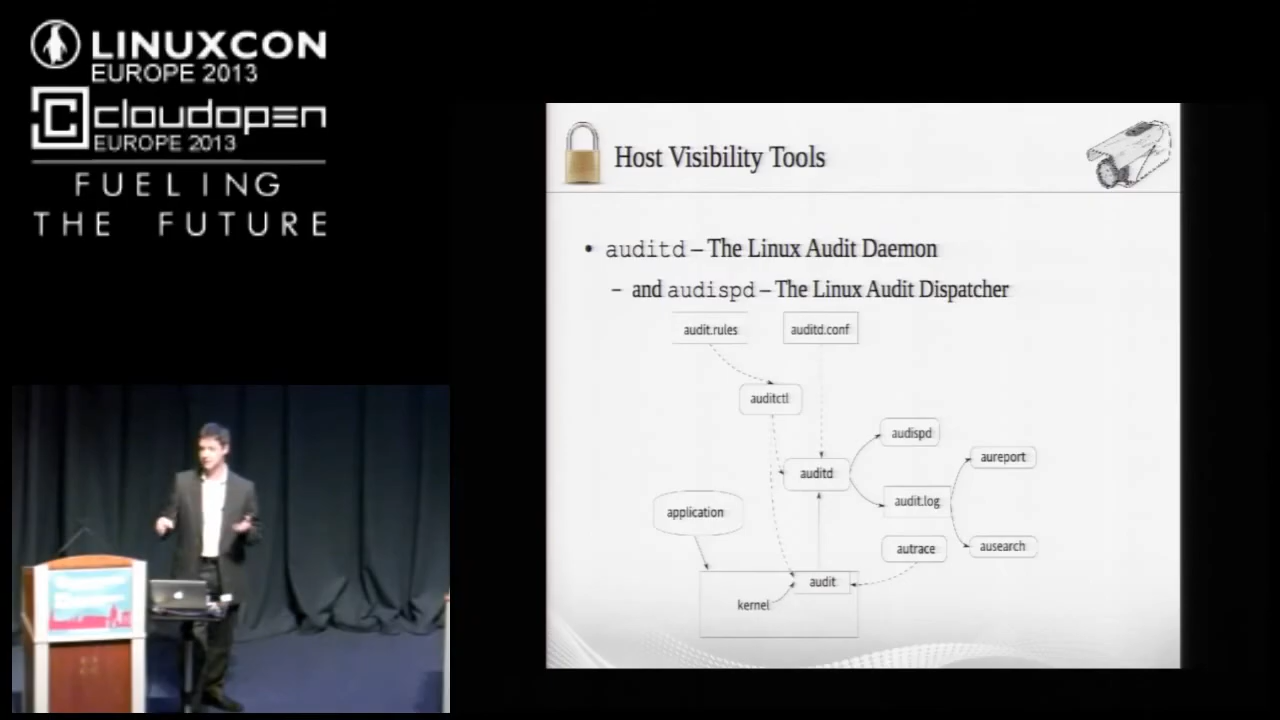 LINUXCON
EUROPE 2013
cloudopen
EUROPE 2013
FUELING
THE FUTURE
Host Visibility Tools
• auditd – The Linux Audit Daemon
– and audispd – The Linux Audit Dispatcher
audit.rules
auditd.conf
auditctl
audispd
aureport
auditd
audit.log
application
autrace
ausearch
audit
kernel